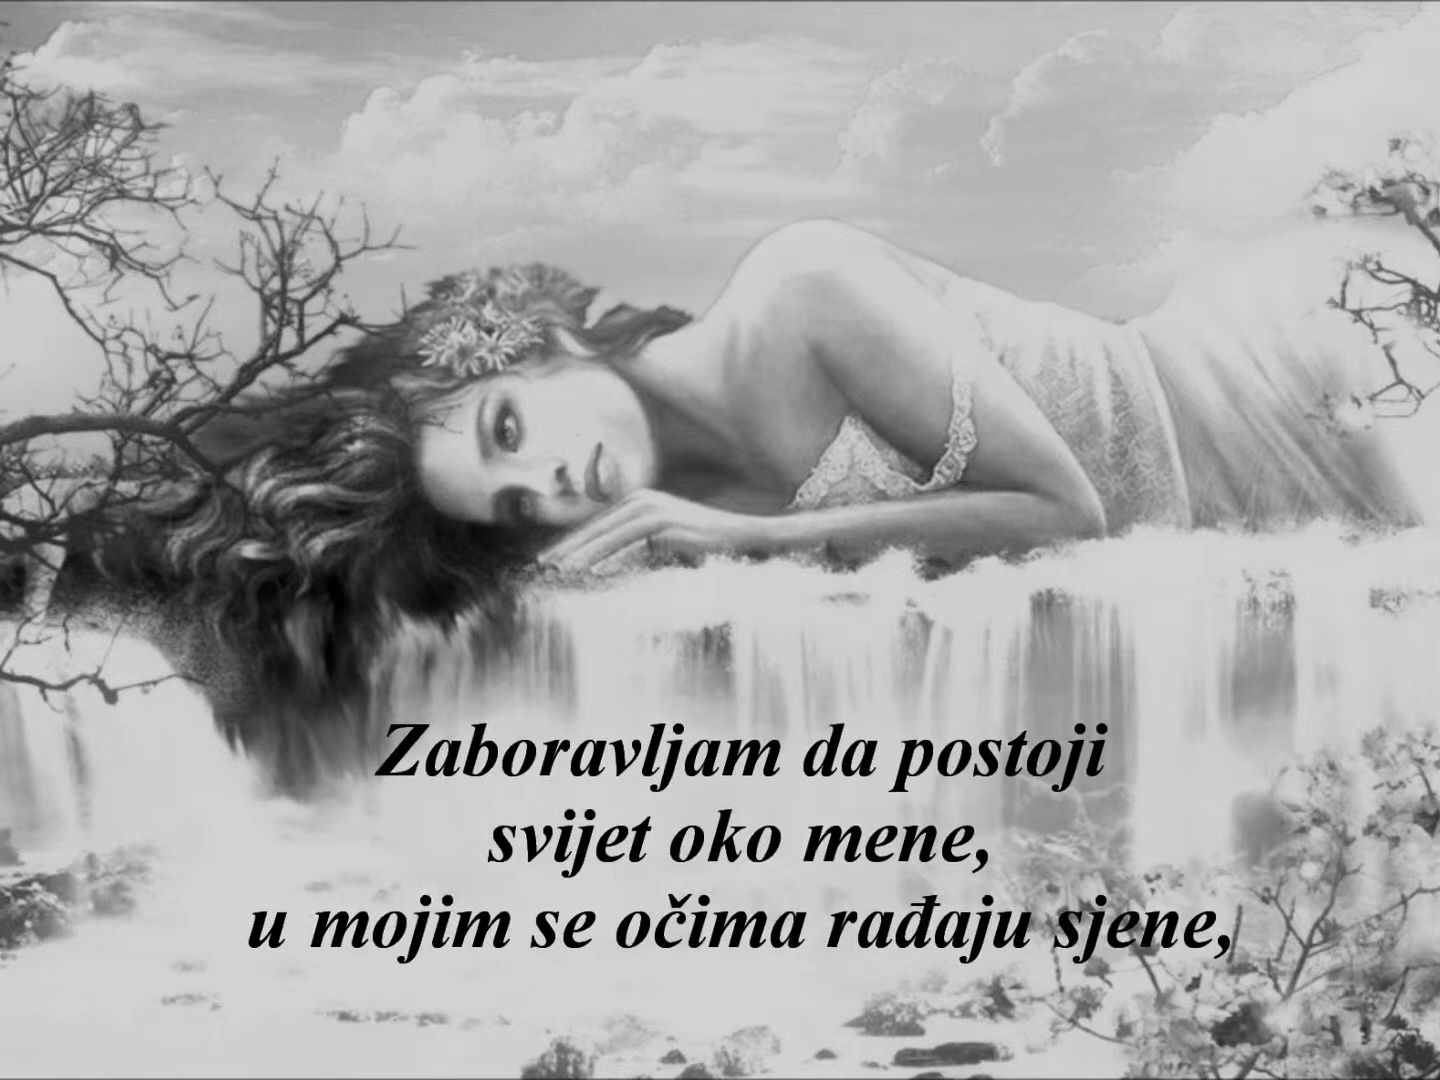 Zaboravljam da postoji
svijet oko mene,
u mojim se očima rađaju sjene,